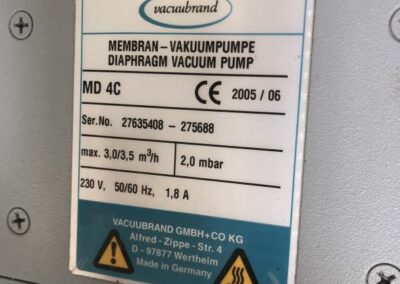 vacuubrand
MEMBRAN-VAKUUMPUMPE
DIAPHRAGM VACUUM PUMP
MD 4C CE 2005 / 06
Ser.No. 27635408 - 275688
max. 3,0/3,5 m³/h 2,0 mbar
230 V, 50/60 Hz, 1,8 A
VACUUBRAND GMBH+CO KG
Alfred - Zippe - Str. 4
D - 97877 Wertheim
Made in Germany